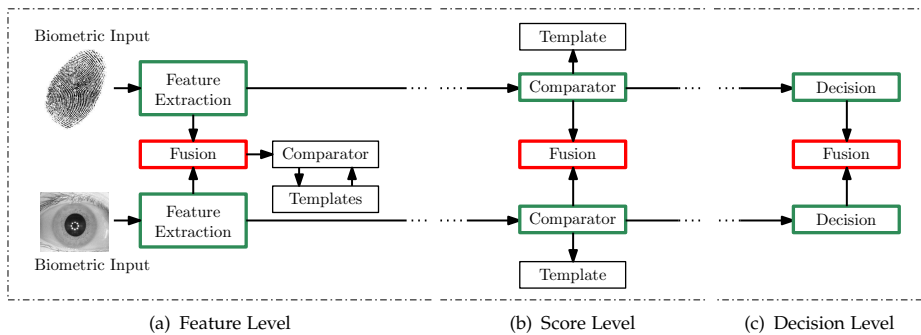 Biometric Input
Feature
Extraction
Fusion
Comparator
Templates
Feature
Extraction
Biometric Input
Template
Comparator
Fusion
Comparator
Template
Decision
Fusion
Decision
(a) Feature Level
(b) Score Level
(c) Decision Level